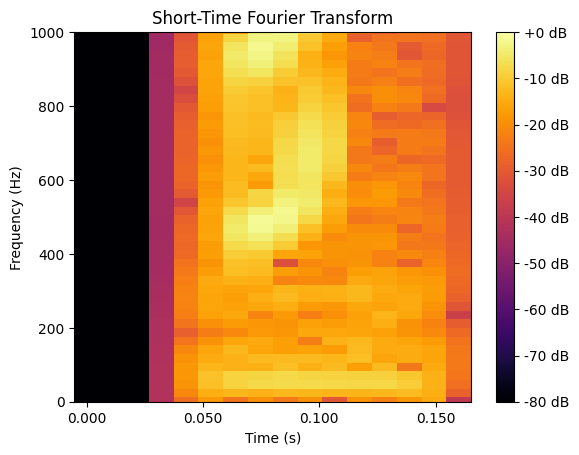 Short-Time Fourier Transform
1000
800
600
400
200
0
Frequency (Hz)
0.000
0.050
0.100
0.150
Time (s)
+0 dB
-10 dB
-20 dB
-30 dB
-40 dB
-50 dB
-60 dB
-70 dB
-80 dB